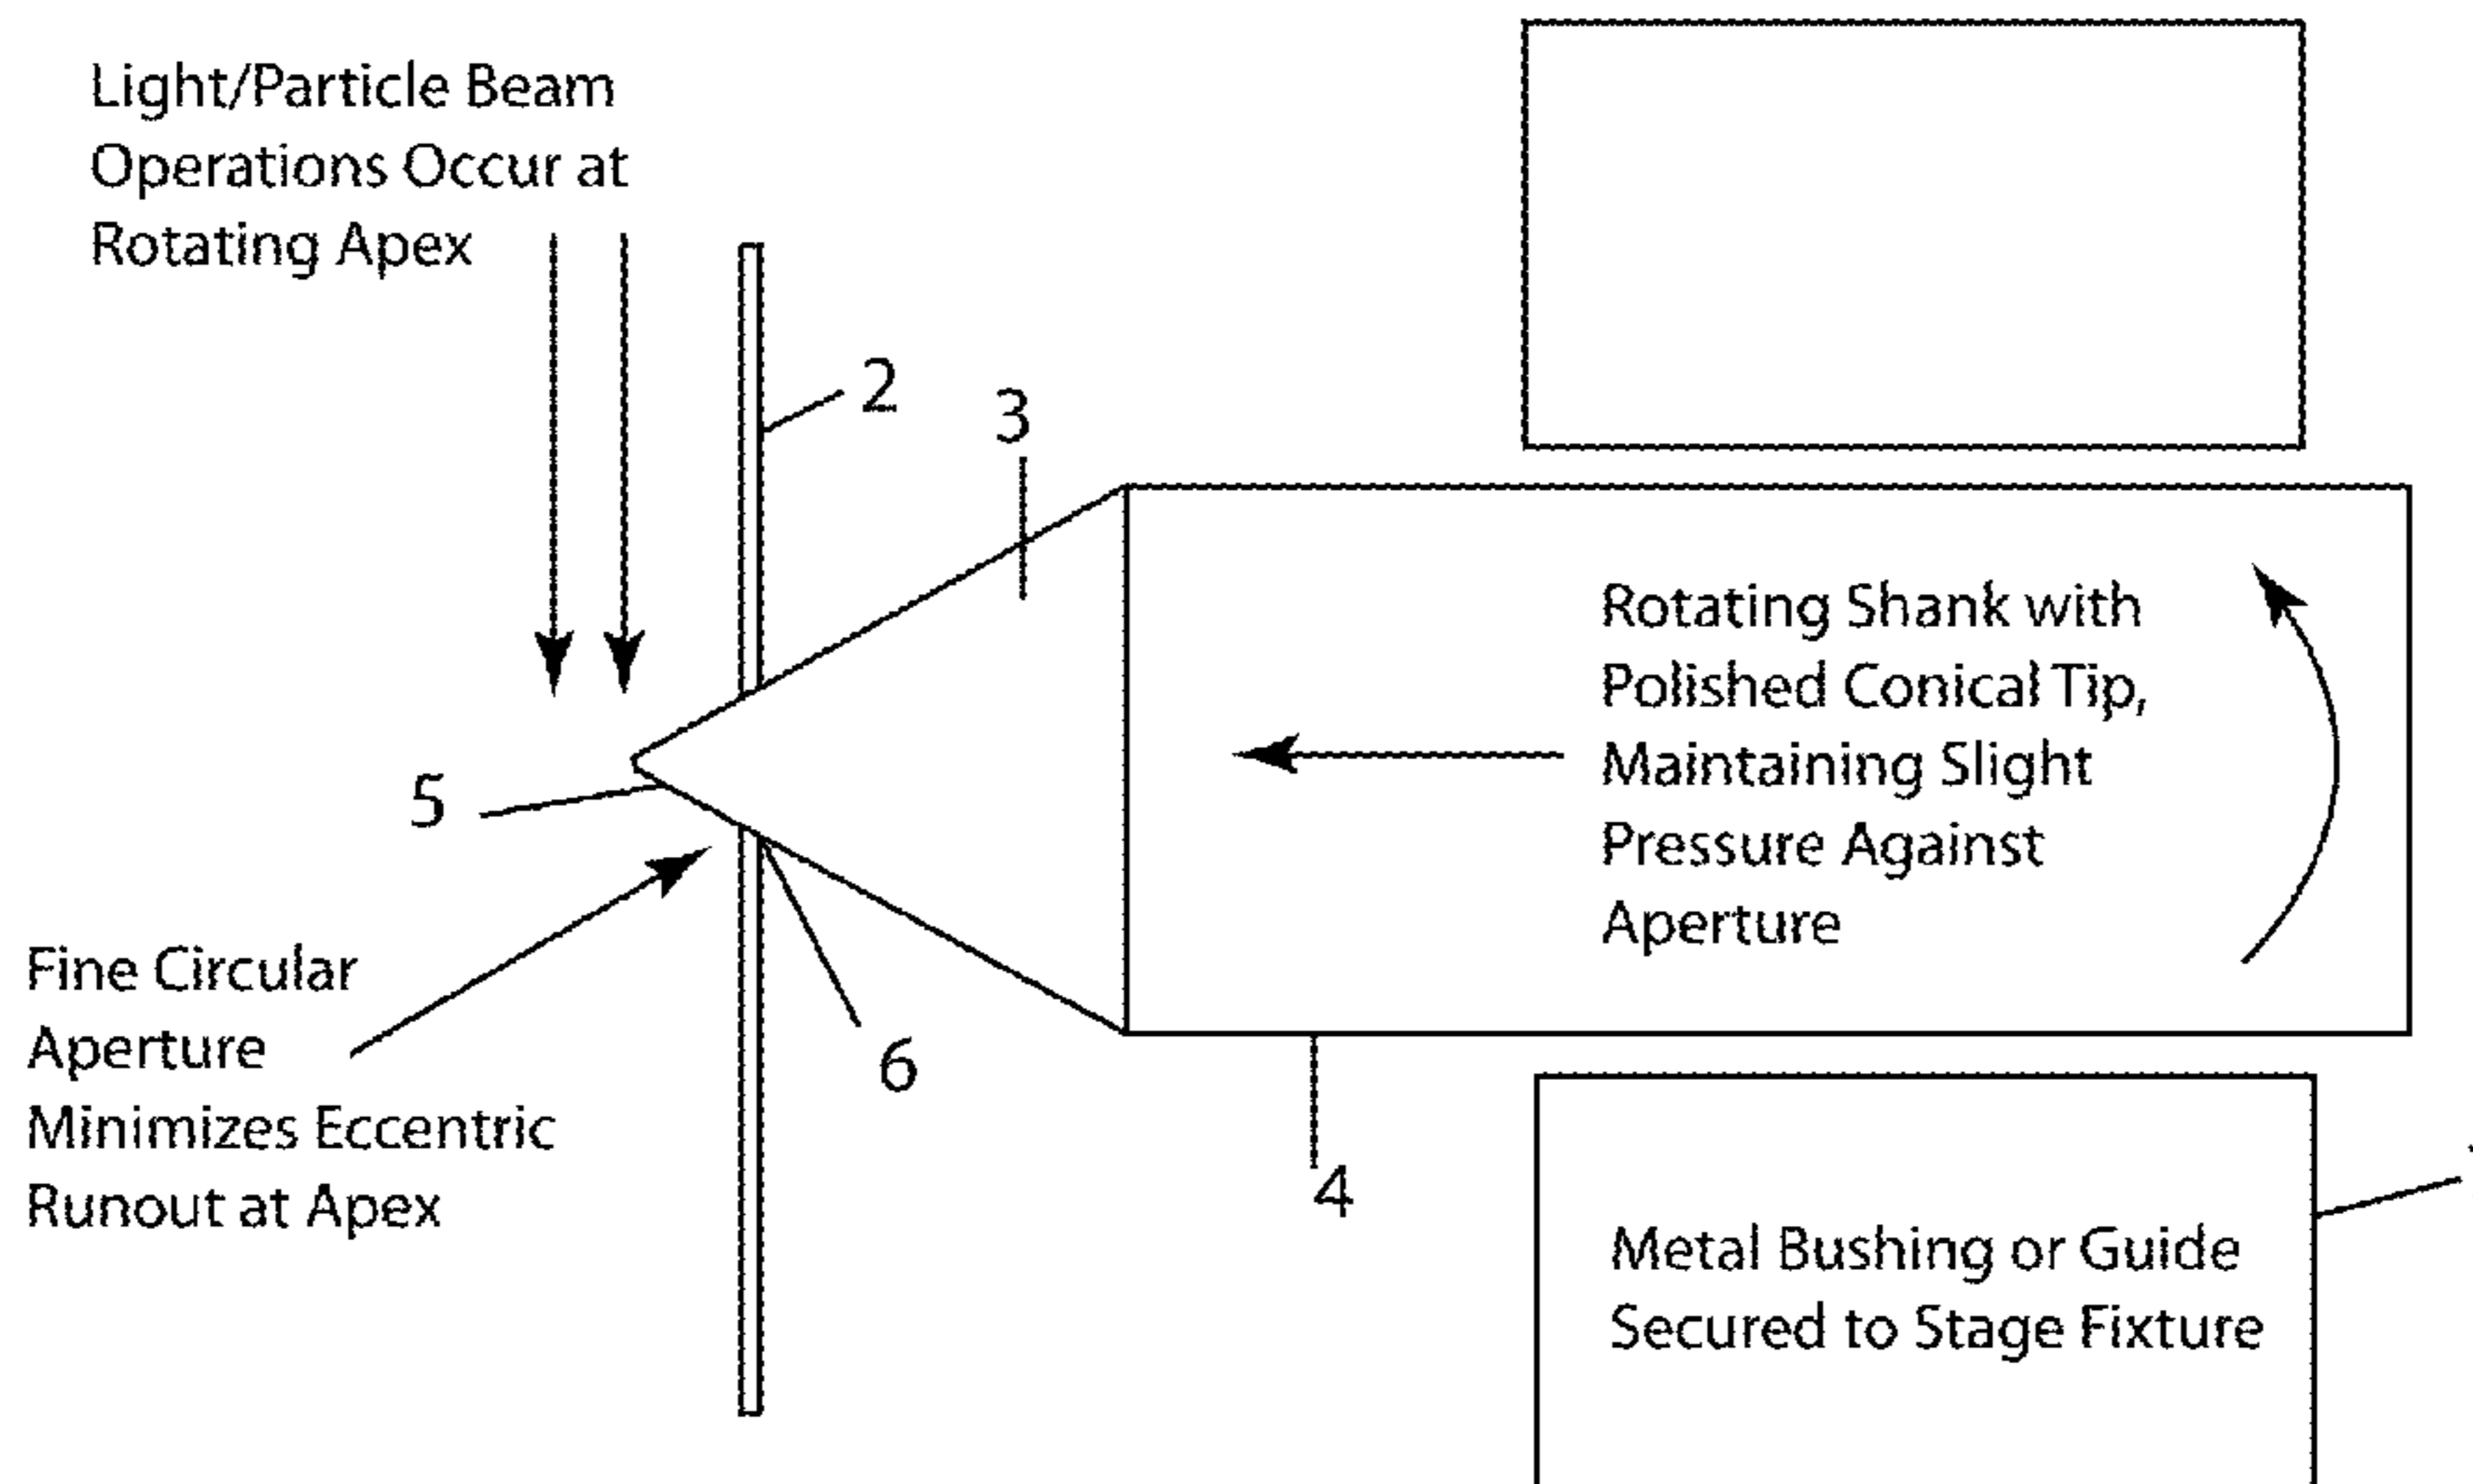 Light/Particle Beam
Operations Occur at
Rotating Apex
2
3
Rotating Shank with
Polished Conical Tip,
Maintaining Slight
Pressure Against
Aperture
5
Fine Circular
Aperture
Minimizes Eccentric
Runout at Apex
6
4
Metal Bushing or Guide
Secured to Stage Fixture